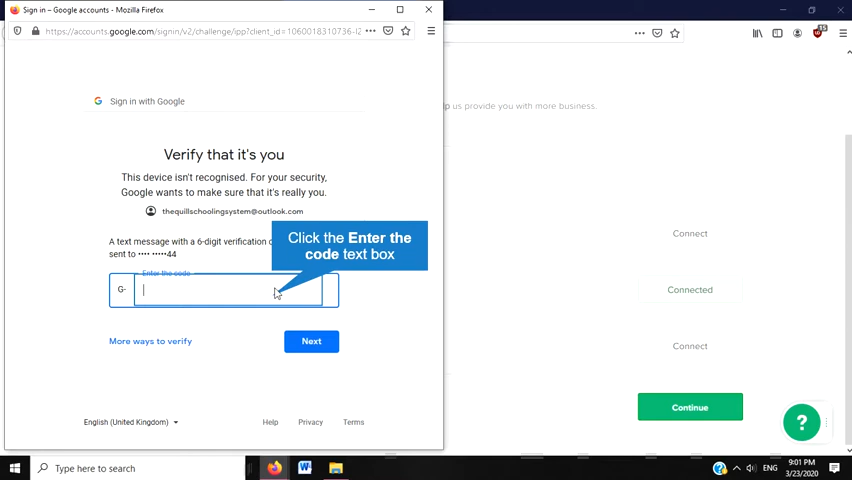 Sign in – Google accounts - Mozilla Firefox
https://accounts.google.com/signin/v2/challenge/ipp?client_id=1060018310736-l2
15
Sign in with Google
lp us provide you with more business.
Verify that it's you
This device isn't recognised. For your security,
Google wants to make sure that it's really you.
thequillschoolingsystem@outlook.com
A text message with a 6-digit verification
sent to •••• •••••44
Click the Enter the
code text box
Enter the code
G-
More ways to verify
Next
Connect
Connected
Connect
Continue
?
English (United Kingdom)
Help
Privacy
Terms
Type here to search
W
ENG
9:01 PM
3/23/2020